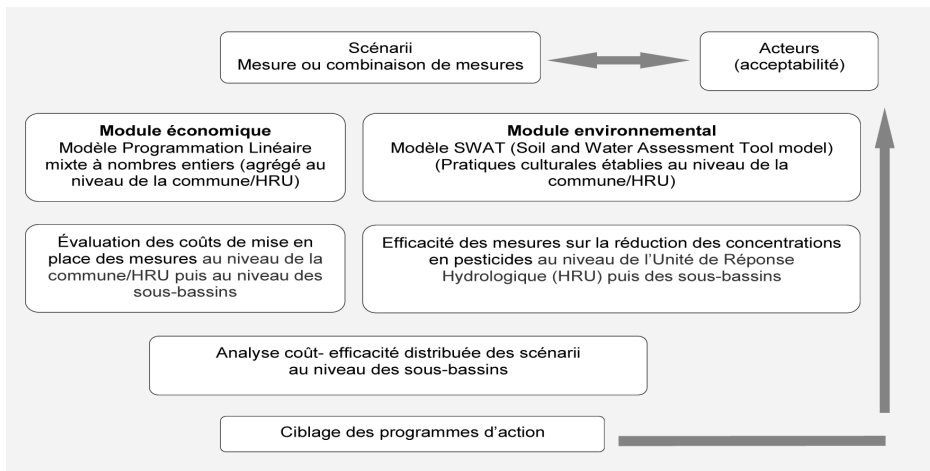 Scénarii
Mesure ou combinaison de mesures
Acteurs
(acceptabilité)
Module économique
Modèle Programmation Linéaire
mixte à nombres entiers (agrégé au
niveau de la commune/HRU)
Module environnemental
Modèle SWAT (Soil and Water Assessment Tool model)
(Pratiques culturales établies au niveau de la
commune/HRU)
Évaluation des coûts de mise en
place des mesures au niveau de la
commune/HRU puis au niveau des
sous-bassins
Efficacité des mesures sur la réduction des concentrations
en pesticides au niveau de l'Unité de Réponse
Hydrologique (HRU) puis des sous-bassins
Analyse coût- efficacité distribuée des scénarii
au niveau des sous-bassins
Ciblage des programmes d'action